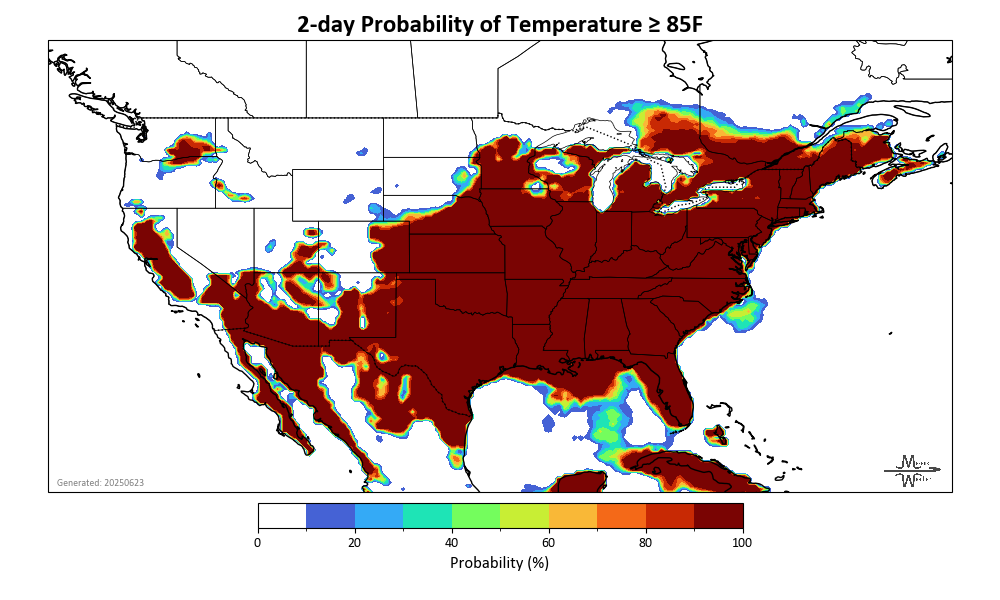 2-day Probability of Temperature ≥ 85F
Generated: 20250623
0 20 40 60 80 100
Probability (%)